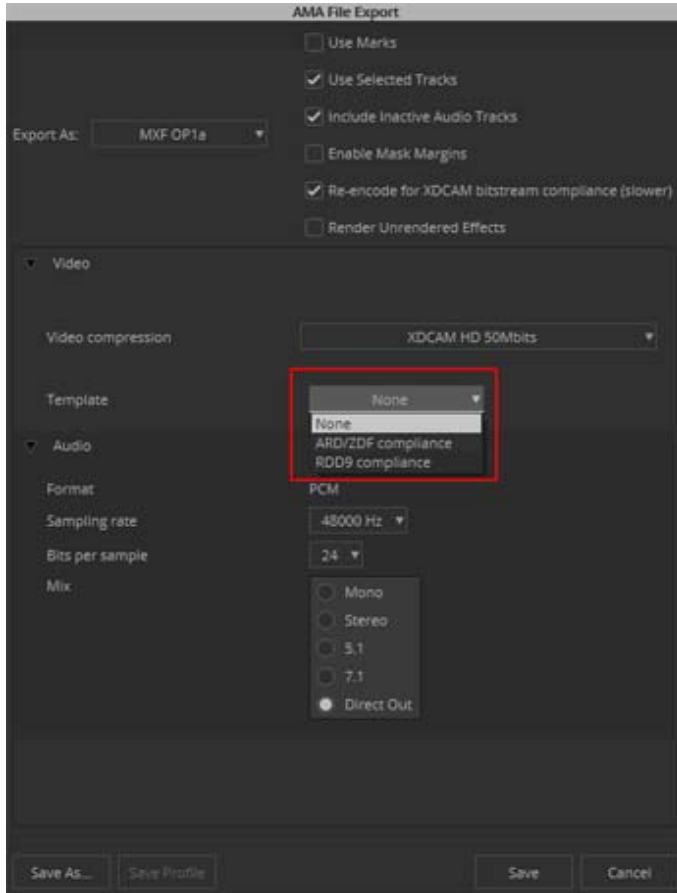 AMA File Export
Use Marks
Use Selected Tracks
Include Inactive Audio Tracks
Export As: MXF OP1a
Enable Mask Margins
Re-encode for XDCAM bitstream compliance (slower)
Render Unrendered Effects
Video
Video compression XDCAM HD 50Mbits
Template None
None
ARD/ZDF compliance
RDD9 compliance
Audio
Format PCM
Sampling rate 48000 Hz
Bits per sample 24
Mix
Mono
Stereo
5.1
7.1
Direct Out
Save As... Save Profile Save Cancel